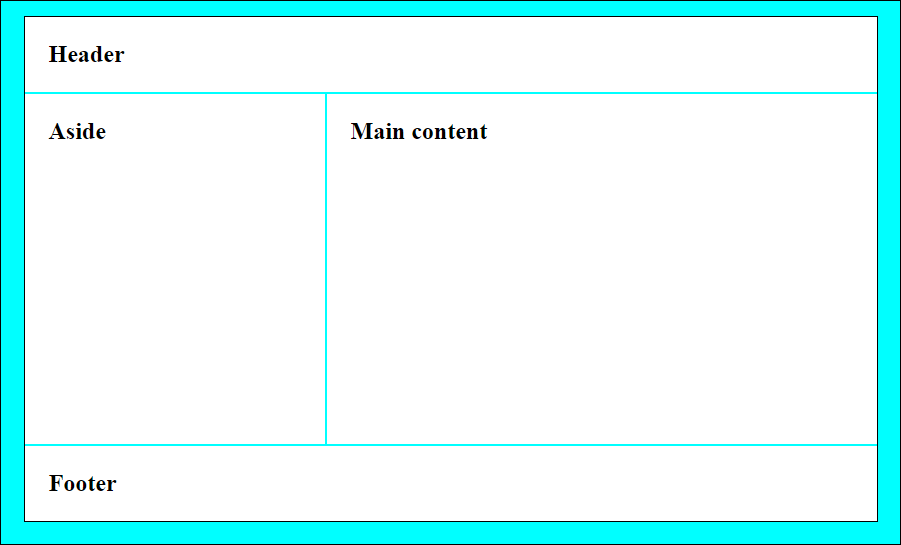 Header
Aside
Main content
Footer